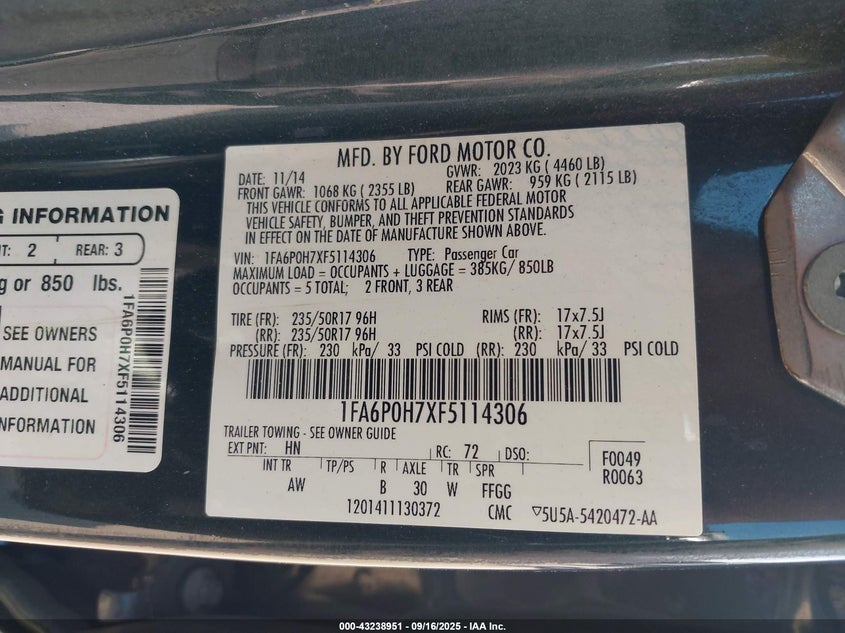 G INFORMATION
NT: 2 REAR: 3
g or 850 lbs.
SEE OWNERS
MANUAL FOR
ADDITIONAL
INFORMATION
1FA6P0H7XF5114306
MFD. BY FORD MOTOR CO.
DATE: 11/14 GVWR: 2023 KG ( 4460 LB)
FRONT GAWR: 1068 KG ( 2355 LB) REAR GAWR: 959 KG ( 2115 LB)
THIS VEHICLE CONFORMS TO ALL APPLICABLE FEDERAL MOTOR
VEHICLE SAFETY, BUMPER, AND THEFT PREVENTION STANDARDS
IN EFFECT ON THE DATE OF MANUFACTURE SHOWN ABOVE.
VIN: 1FA6P0H7XF5114306 TYPE: Passenger Car
MAXIMUM LOAD = OCCUPANTS + LUGGAGE = 385KG/ 850LB
OCCUPANTS = 5 TOTAL; 2 FRONT, 3 REAR
TIRE (FR): 235/50R17 96H RIMS (FR): 17x7.5J
(RR): 235/50R17 96H (RR): 17x7.5J
PRESSURE (FR): 230 kPa/ 33 PSI COLD (RR): 230 kPa/ 33 PSI COLD
1FA6P0H7XF5114306
TRAILER TOWING - SEE OWNER GUIDE
EXT PNT: HN RC: 72 DSO:
F0049
R0063
INT TR TP/PS R AXLE TR SPR
AW B 30 W FFGG
1201411130372 CMC ▽5U5A-5420472-AA
000-43238951 - 09/16/2025 - IAA Inc.